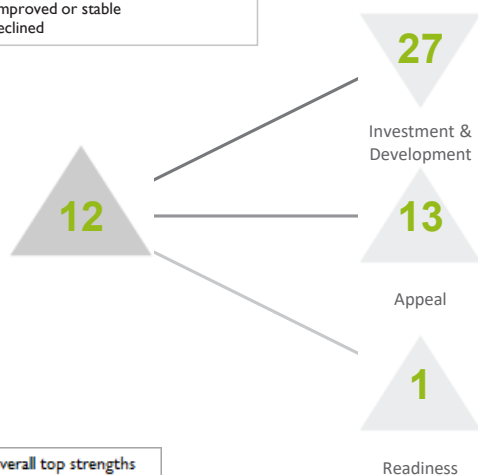 mproved or stable
eclined
27
Investment &
Development
12
13
Appeal
1
verall top strengths
Readiness